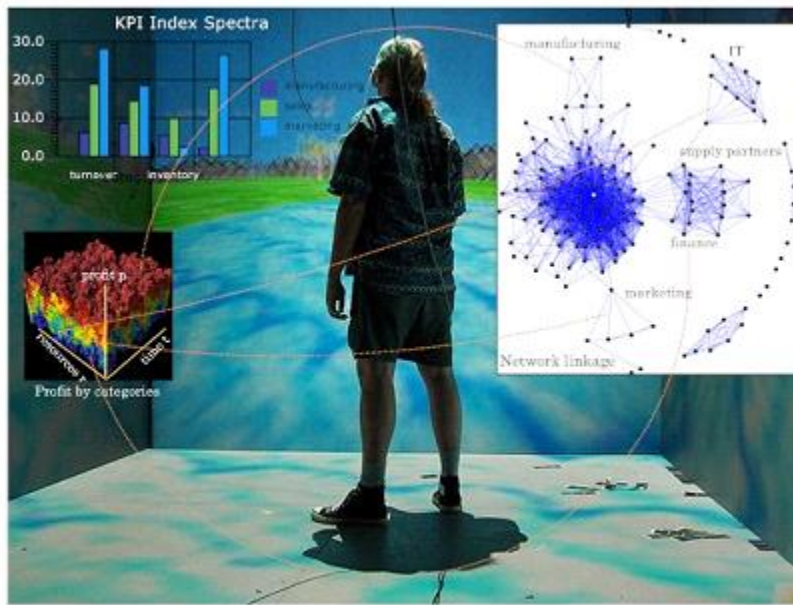 KPI Index Spectra
30.0
20.0
10.0
0.0
manufacturing
sales
marketing
turnover
inventory
profit p
resources r
time t
Profit by categories
manufacturing
IT
supply partners
finance
marketing
Network linkage